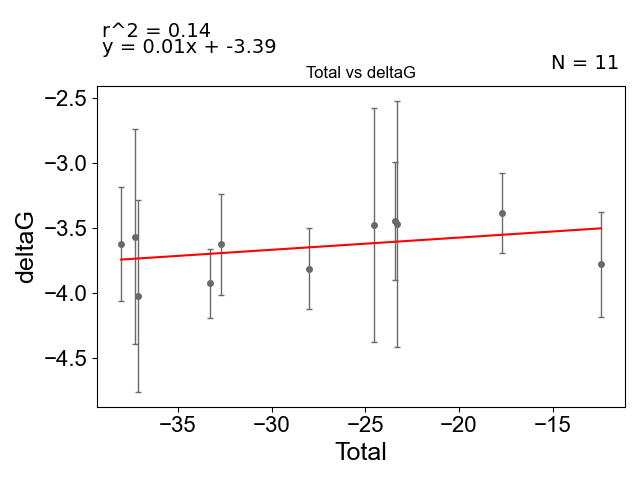 r^2 = 0.14
y = 0.01x + -3.39
N = 11
Total vs deltaG
−2.5
−3.0
−3.5
−4.0
−4.5
deltaG
−35
−30
−25
−20
−15
Total